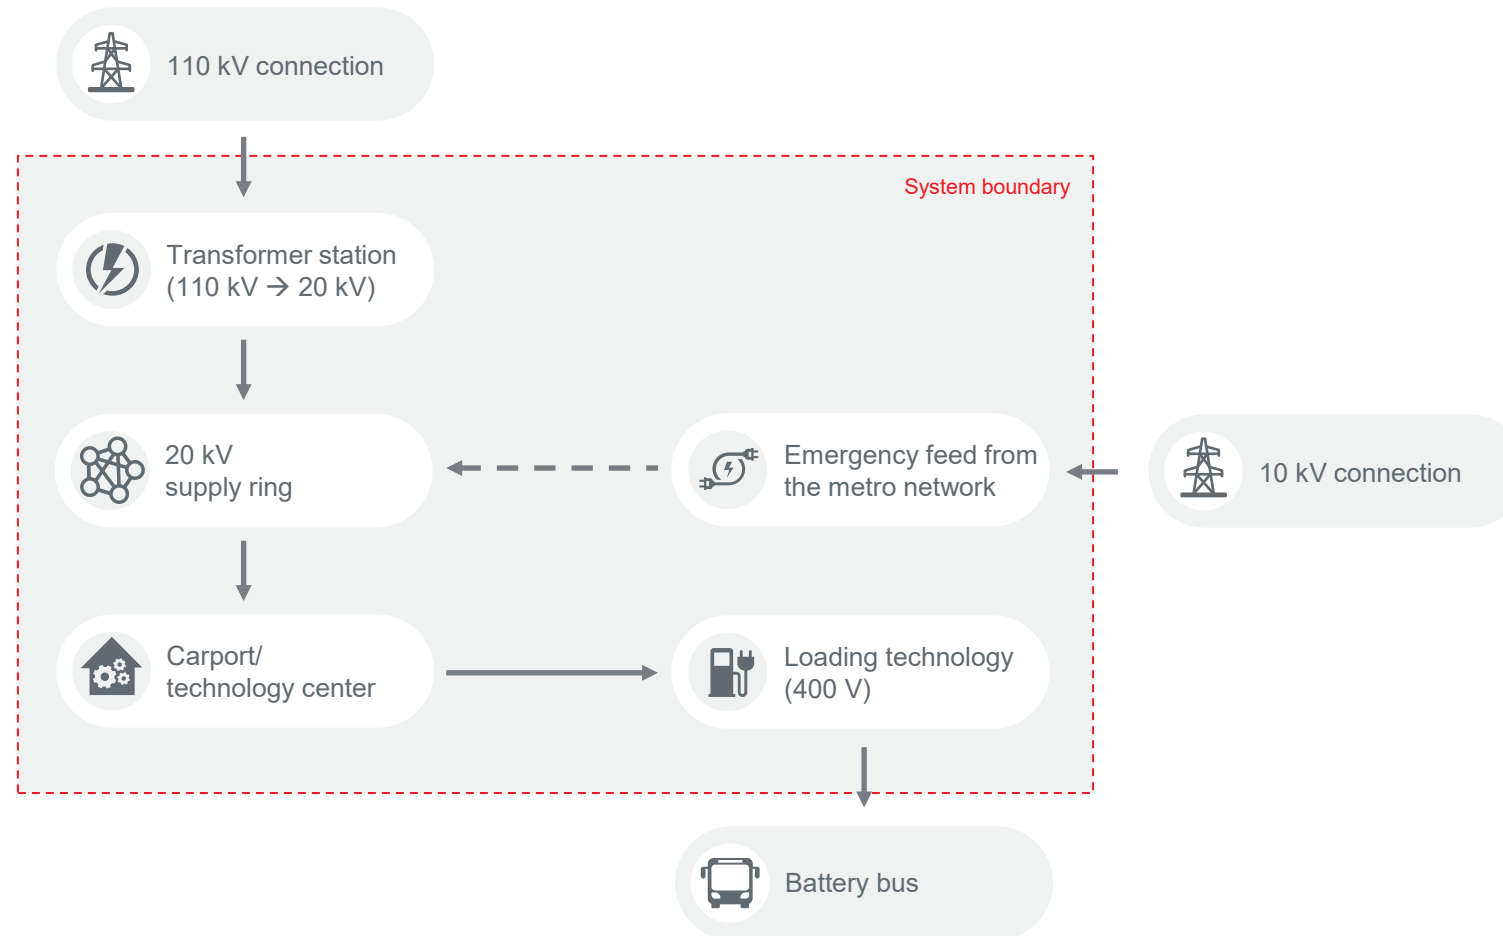 110 kV connection
System boundary
Transformer station
(110 kV → 20 kV)
20 kV
supply ring
Emergency feed from
the metro network
10 kV connection
Carport/
technology center
Loading technology
(400 V)
Battery bus